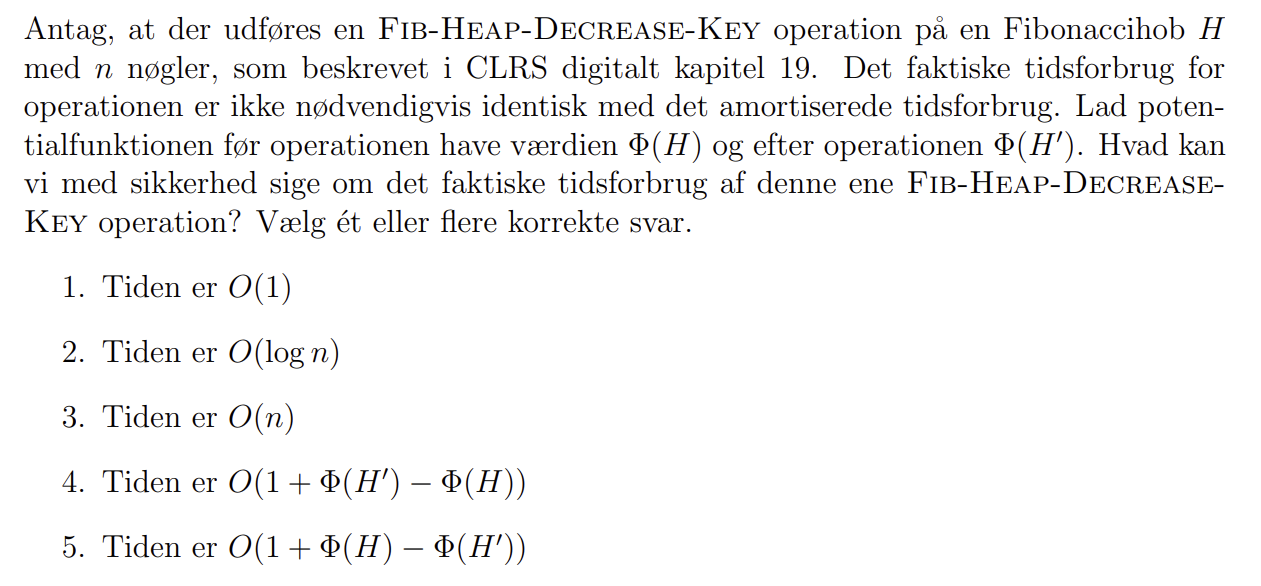 Antag, at der udføres en FIB-HEAP-DECREASE-KEY operation på en Fibonaccihob H
med n nøgler, som beskrevet i CLRS digitalt kapitel 19. Det faktiske tidsforbrug for
operationen er ikke nødvendigvis identisk med det amortiserede tidsforbrug. Lad poten-
tialfunktionen før operationen have værdien Φ(H) og efter operationen Φ(H′). Hvad kan
vi med sikkerhed sige om det faktiske tidsforbrug af denne ene FIB-HEAP-DECREASE-
KEY operation? Vælg ét eller flere korrekte svar.
1. Tiden er O(1)
2. Tiden er O(log n)
3. Tiden er O(n)
4. Tiden er O(1 + Φ(H′) − Φ(H))
5. Tiden er O(1 + Φ(H) − Φ(H′))